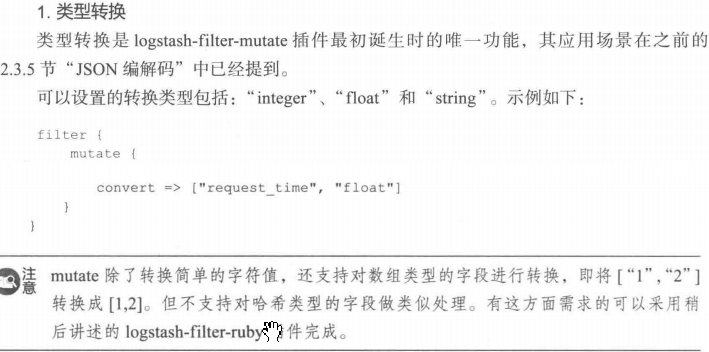 1. 类型转换
类型转换是 logstash-filter-mutate 插件最初诞生时的唯一功能，其应用场景在之前的
2.3.5 节“JSON 编解码”中已经提到。
可以设置的转换类型包括：“integer”、“float”和“string”。示例如下：
filter {
mutate {
convert => ["request_time", "float"]
}
}
注意
mutate 除了转换简单的字符值，还支持对数组类型的字段进行转换，即将 [“1”,“2”]
转换成 [1,2]。但不支持对哈希类型的字段做类似处理。有这方面需求的可以采用稍
后讲述的 logstash-filter-ruby 件完成。